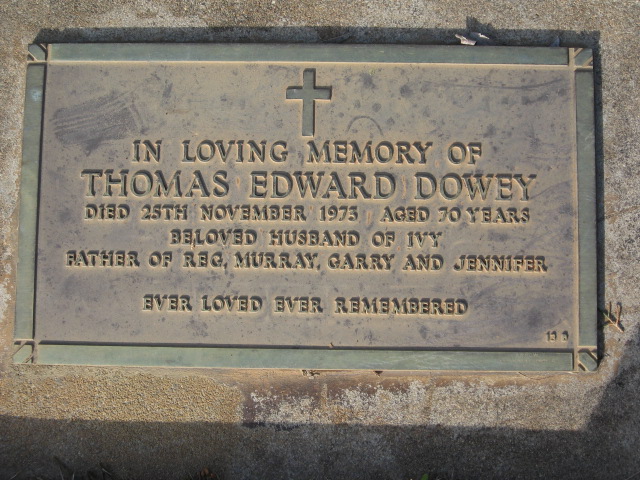 IN LOVING MEMORY OF
THOMAS EDWARD DOWEY
DIED 25TH NOVEMBER 1973 AGED 70 YEARS
BELOVED HUSBAND OF IVY
FATHER OF REG, MURRAY, GARRY AND JENNIFER
EVER LOVED EVER REMEMBERED